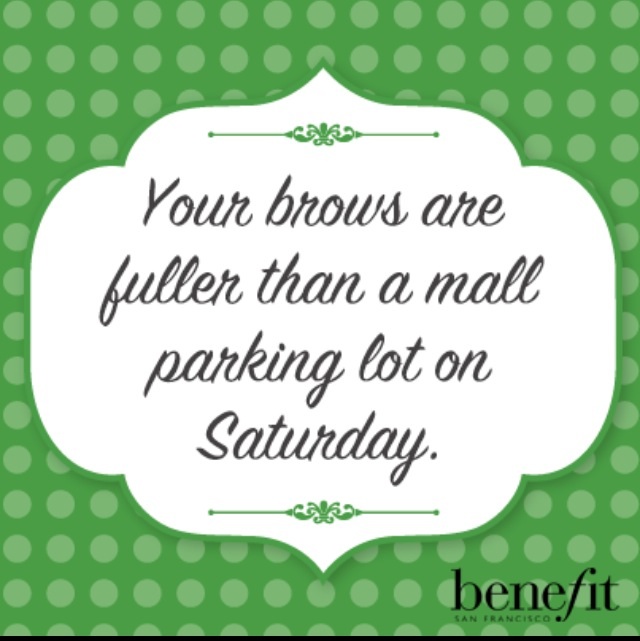 Your brows are
fuller than a mall
parking lot on
Saturday.
benefit
SAN FRANCISCO